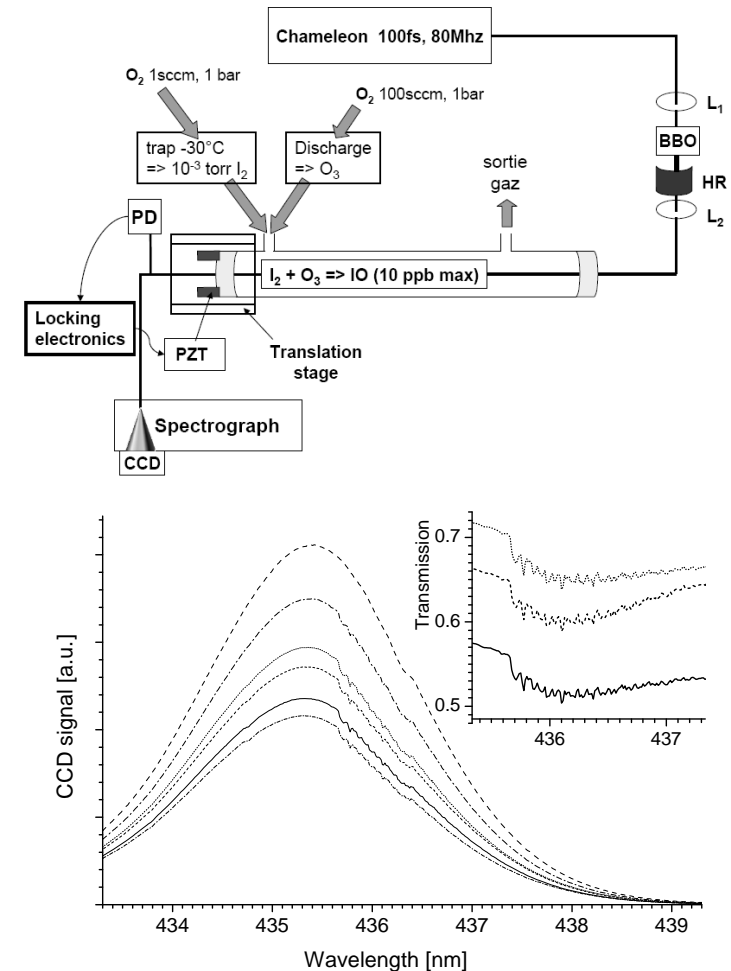 Chameleon 100fs, 80Mhz
O2 1sccm, 1 bar
O2 100sccm, 1bar
L1
trap -30°C
=> 10-3 torr I2
Discharge
=> O3
BBO
sortie
gaz
HR
PD
L2
I2 + O3 => IO (10 ppb max)
Locking
electronics
PZT
Translation
stage
Spectrograph
CCD
0.7
0.6
0.5
Transmission
436
437
CCD signal [a.u.]
434
435
436
437
438
439
Wavelength [nm]